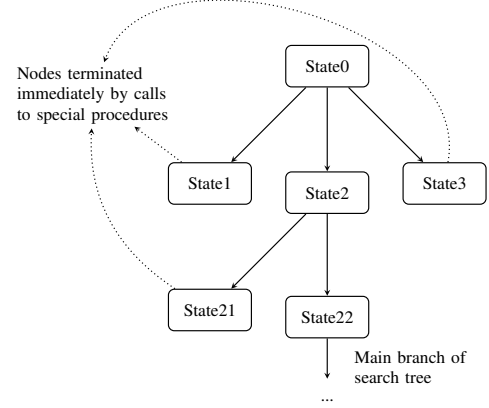 State0
Nodes terminated
immediately by calls
to special procedures
State1
State2
State3
State21
State22
Main branch of
search tree
...